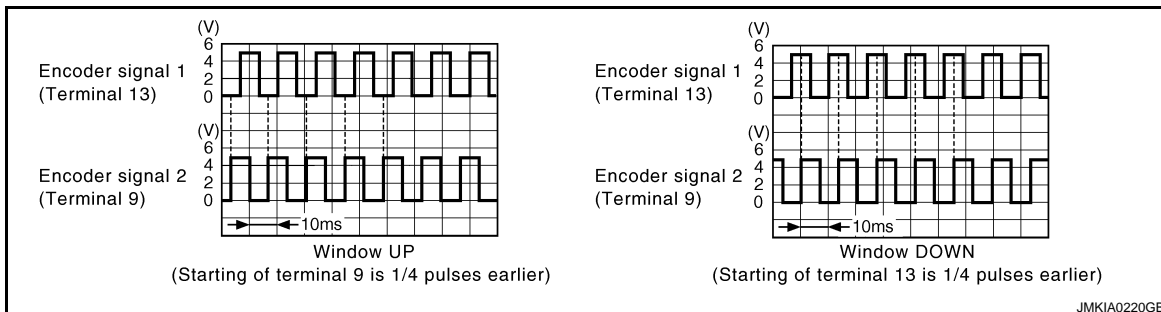 (V)
6
4
2
0
Encoder signal 1
(Terminal 13)
(V)
6
4
2
0
Encoder signal 2
(Terminal 9)
10ms
Window UP
(Starting of terminal 9 is 1/4 pulses earlier)
(V)
6
4
2
0
Encoder signal 1
(Terminal 13)
(V)
6
4
2
0
Encoder signal 2
(Terminal 9)
10ms
Window DOWN
(Starting of terminal 13 is 1/4 pulses earlier)
JMKIA0220GB